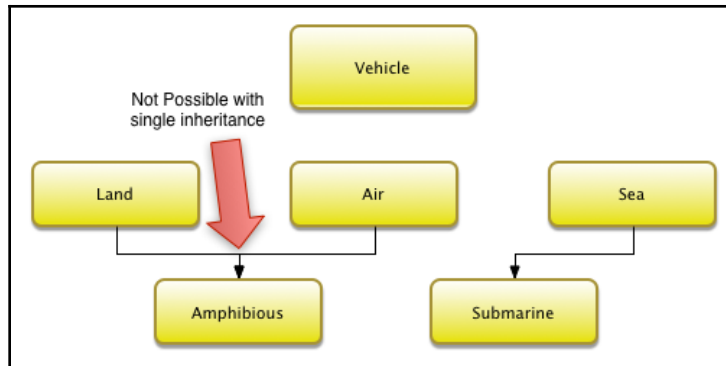 Vehicle
Not Possible with
single inheritance
Land
Air
Sea
Amphibious
Submarine